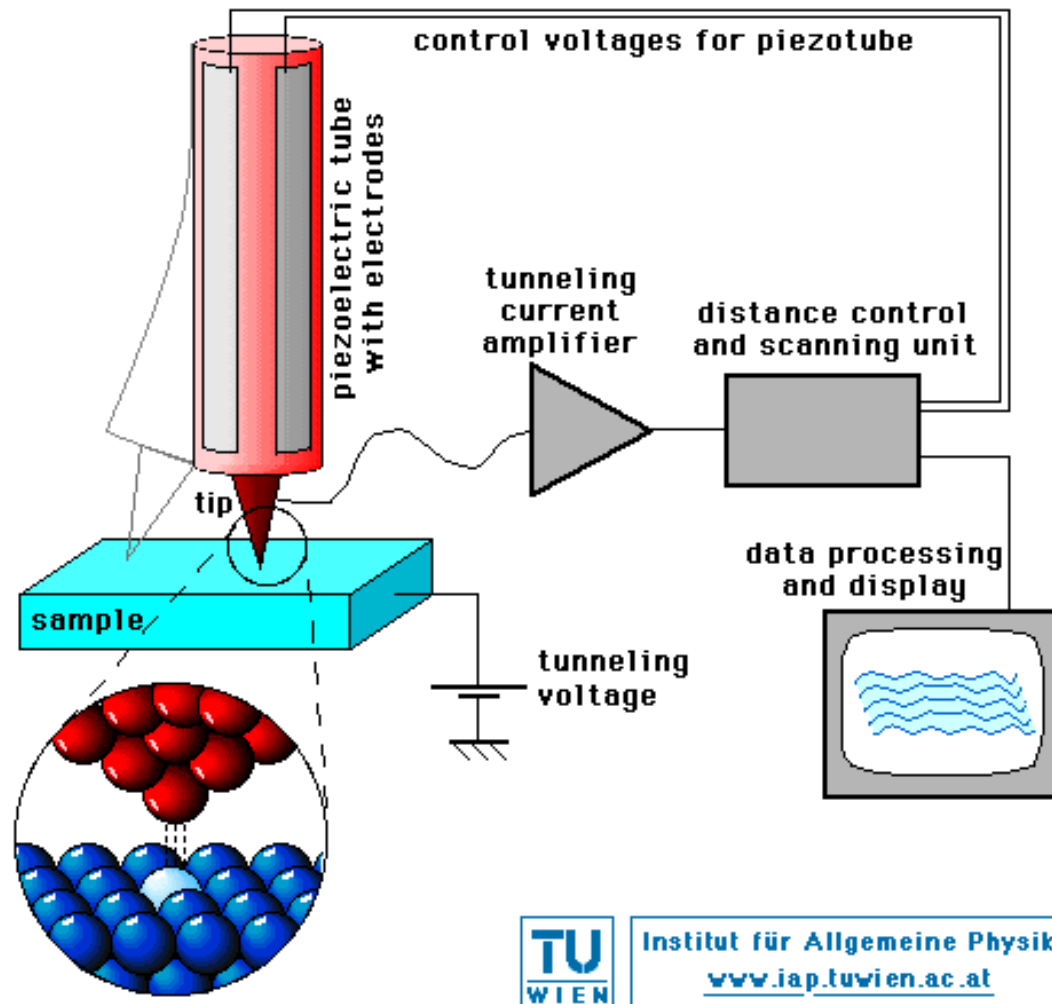 control voltages for piezotube
piezoelectric tube
with electrodes
tunneling
current
amplifier
distance control
and scanning unit
tip
data processing
and display
sample
tunneling
voltage
TU
WIEN
Institut für Allgemeine Physik
www.iap.tuwien.ac.at